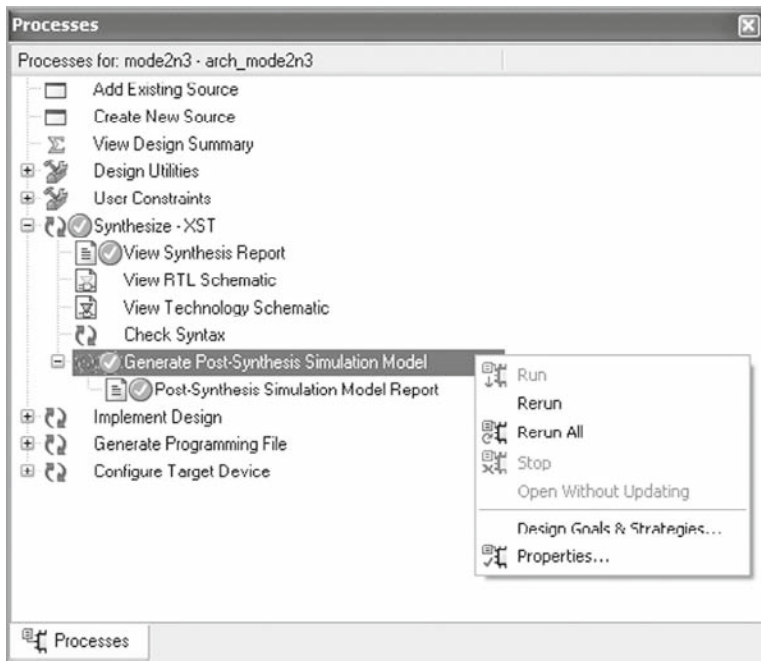 Processes
Processes for: mode2n3 - arch_mode2n3
Add Existing Source
Create New Source
View Design Summary
Design Utilities
User Constraints
Synthesize - XST
View Synthesis Report
View RTL Schematic
View Technology Schematic
Check Syntax
Generate Post-Synthesis Simulation Model
Post-Synthesis Simulation Model Report
Implement Design
Generate Programming File
Configure Target Device
Run
Rerun
Rerun All
Stop
Open Without Updating
Design Goals & Strategies...
Properties...
Processes